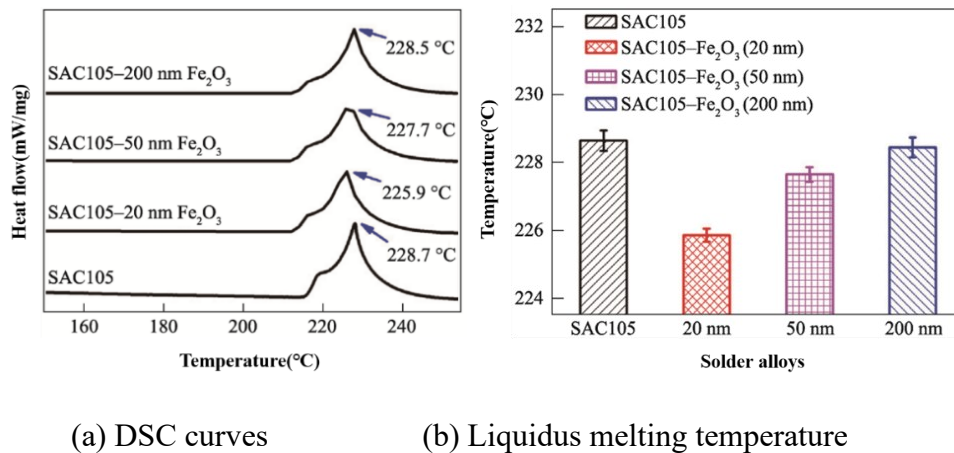 Heat flow(mW/mg)
SAC105–200 nm Fe₂O₃
228.5 °C
SAC105–50 nm Fe₂O₃
227.7 °C
SAC105–20 nm Fe₂O₃
225.9 °C
SAC105
228.7 °C
160 180 200 220 240
Temperature(°C)
Temperature(°C)
232
230
228
226
224
SAC105
SAC105–Fe₂O₃ (20 nm)
SAC105–Fe₂O₃ (50 nm)
SAC105–Fe₂O₃ (200 nm)
SAC105 20 nm 50 nm 200 nm
Solder alloys
(a) DSC curves
(b) Liquidus melting temperature